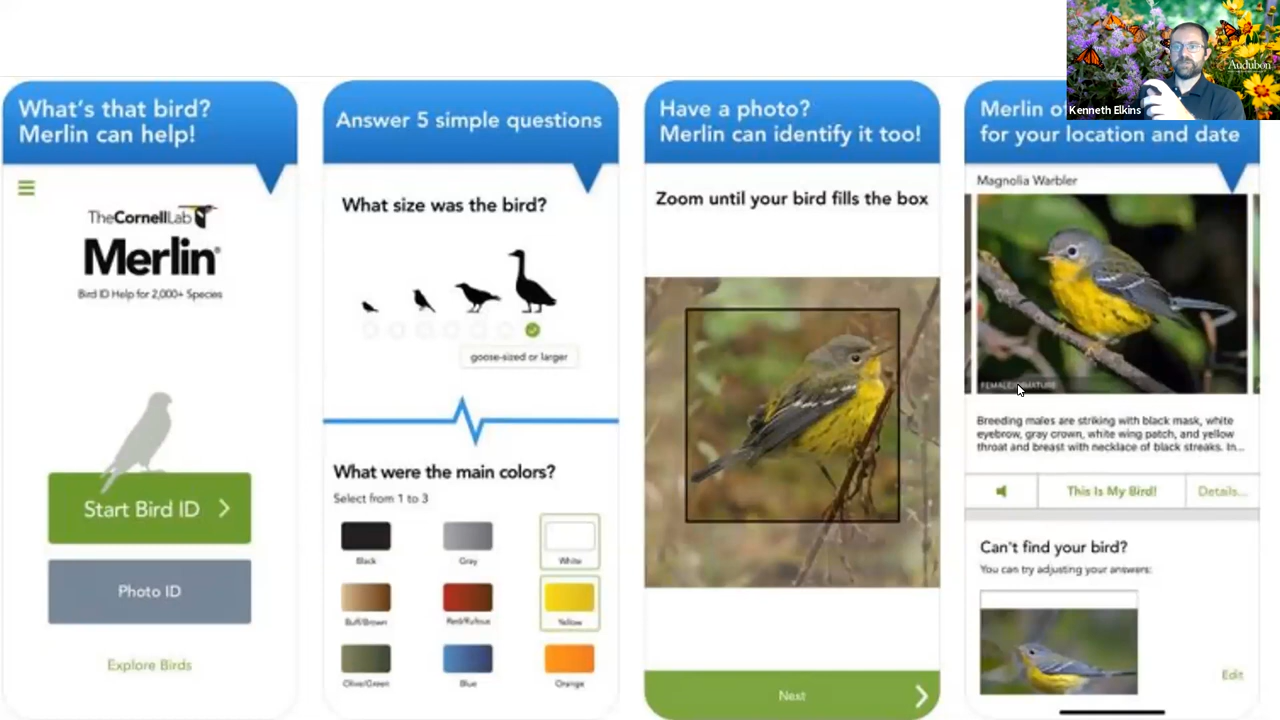 What's that bird?
Merlin can help!
TheCornellLab
Merlin®
Bird ID Help for 2,000+ Species
Start Bird ID
Photo ID
Explore Birds
Answer 5 simple questions
What size was the bird?
goose-sized or larger
What were the main colors?
Select from 1 to 3
Black
Gray
White
Buff/Brown
Red/Rufous
Yellow
Olive/Green
Blue
Orange
Have a photo?
Merlin can identify it too!
Zoom until your bird fills the box
Next
Merlin
for your location and date
Magnolia Warbler
Breeding males are striking with black mask, white
eyebrow, gray crown, white wing patch, and yellow
throat and breast with necklace of black streaks. In...
This Is My Bird!
Details...
Can't find your bird?
You can try adjusting your answers:
Edit
Audubon
Kenneth Elkins